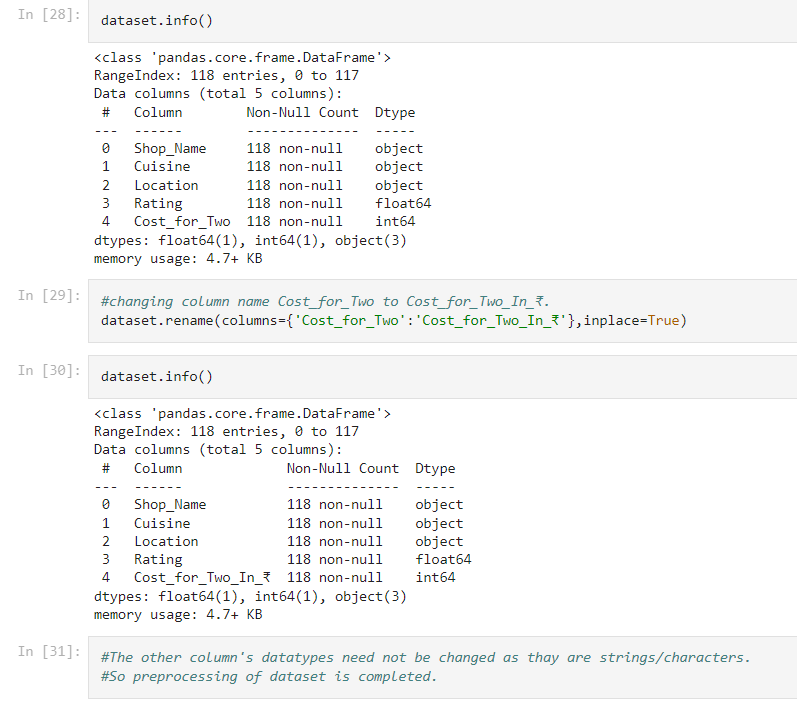 In [28]: dataset.info()
<class 'pandas.core.frame.DataFrame'>
RangeIndex: 118 entries, 0 to 117
Data columns (total 5 columns):
 #   Column        Non-Null Count  Dtype
---  ------        --------------  -----
 0   Shop_Name     118 non-null    object
 1   Cuisine       118 non-null    object
 2   Location      118 non-null    object
 3   Rating        118 non-null    float64
 4   Cost_for_Two  118 non-null    int64
dtypes: float64(1), int64(1), object(3)
memory usage: 4.7+ KB
In [29]: #changing column name Cost_for_Two to Cost_for_Two_In_₹.
dataset.rename(columns={'Cost_for_Two':'Cost_for_Two_In_₹'},inplace=True)
In [30]: dataset.info()
<class 'pandas.core.frame.DataFrame'>
RangeIndex: 118 entries, 0 to 117
Data columns (total 5 columns):
 #   Column             Non-Null Count  Dtype
---  ------             --------------  -----
 0   Shop_Name          118 non-null    object
 1   Cuisine            118 non-null    object
 2   Location           118 non-null    object
 3   Rating             118 non-null    float64
 4   Cost_for_Two_In_₹  118 non-null    int64
dtypes: float64(1), int64(1), object(3)
memory usage: 4.7+ KB
In [31]: #The other column's datatypes need not be changed as thay are strings/characters.
#So preprocessing of dataset is completed.